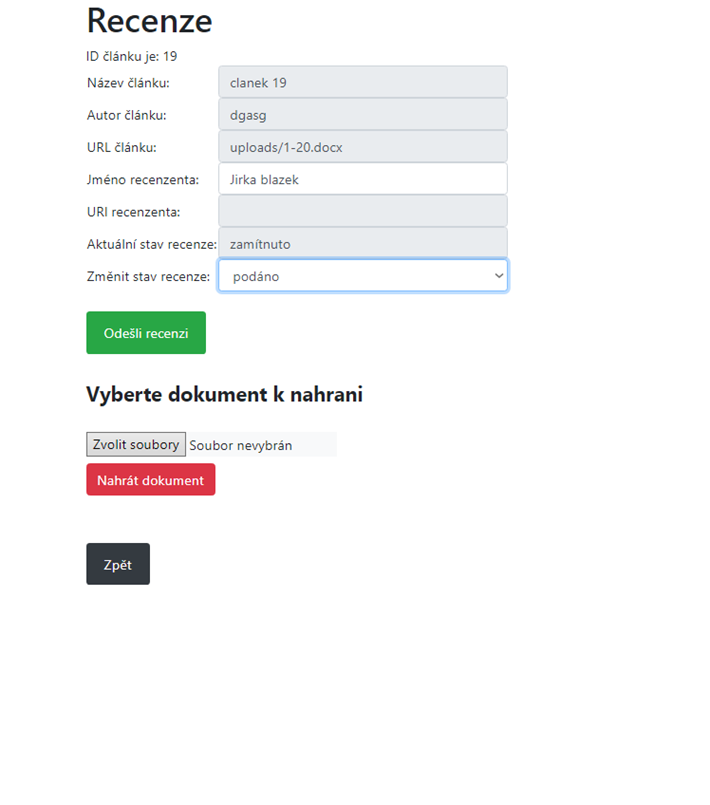 Recenze
ID článku je: 19
Název článku: clanek 19
Autor článku: dgasg
URL článku: uploads/1-20.docx
Jméno recenzenta: Jirka blazek
URl recenzenta:
Aktuální stav recenze: zamítnuto
Změnit stav recenze: podáno
Odešli recenzi
Vyberte dokument k nahrani
Zvolit soubory Soubor nevybrán
Nahrát dokument
Zpět